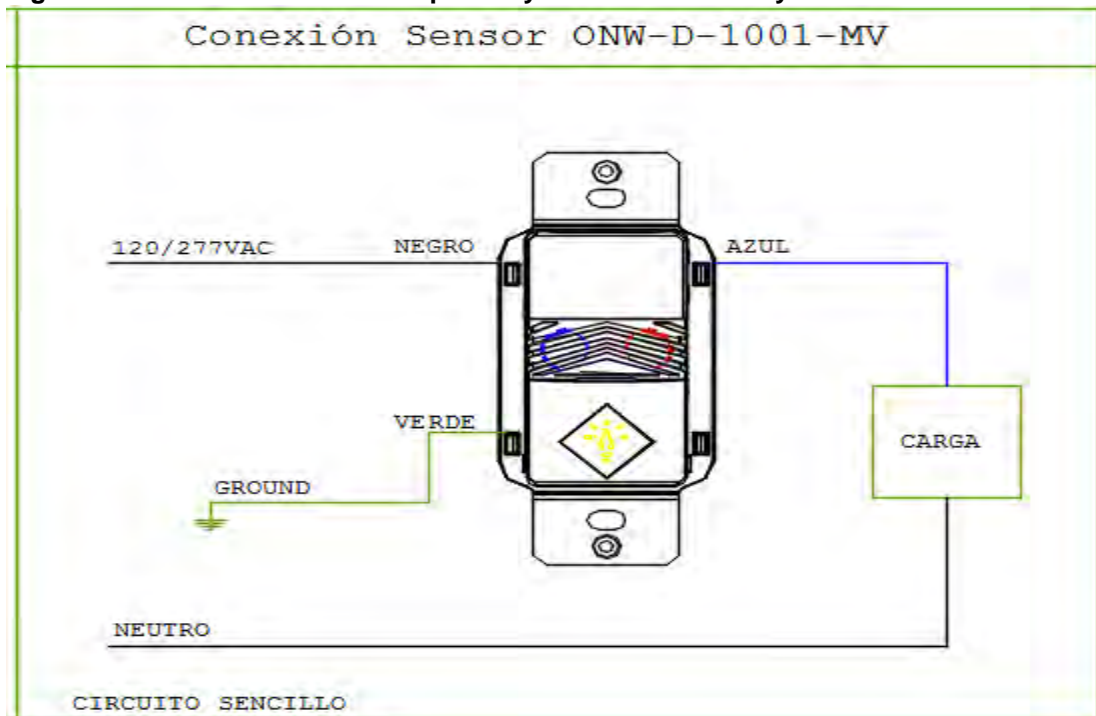 Conexión Sensor ONW-D-1001-MV
120/277VAC
NEGRO
AZUL
VERDE
CARGA
GROUND
NEUTRO
CIRCUITO SENCILLO